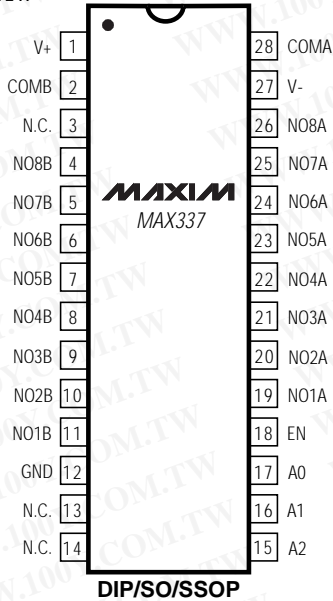 V+ 1 28 COMA
COMB 2 27 V-
N.C. 3 26 NO8A
NO8B 4 25 NO7A
NO7B 5 MAXIM 24 NO6A
MAX337
NO6B 6 23 NO5A
NO5B 7 22 NO4A
NO4B 8 21 NO3A
NO3B 9 20 NO2A
NO2B 10 19 NO1A
NO1B 11 18 EN
GND 12 17 A0
N.C. 13 16 A1
N.C. 14 15 A2
DIP/SO/SSOP